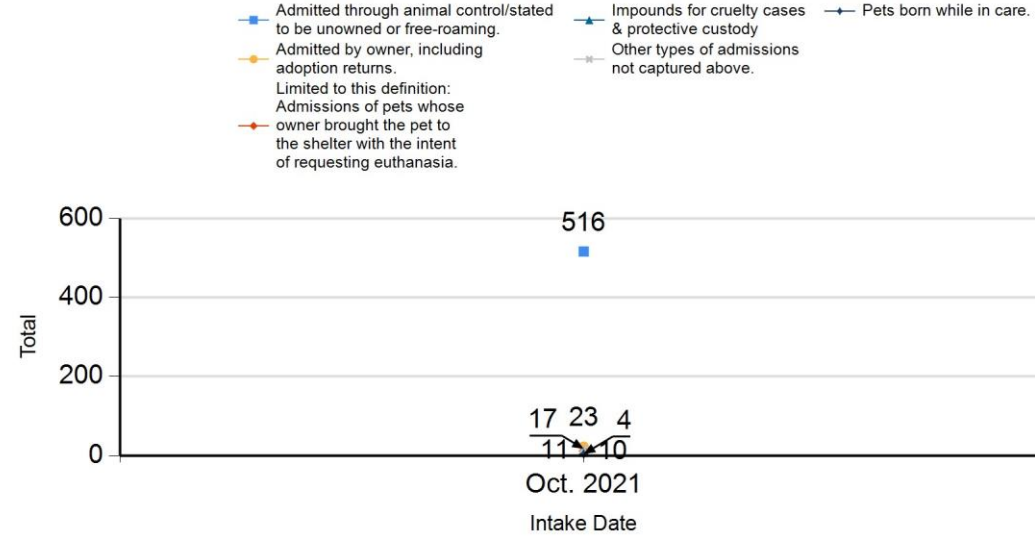 Admitted through animal control/stated
to be unowned or free-roaming.
Admitted by owner, including
adoption returns.
Limited to this definition:
Admissions of pets whose
owner brought the pet to
the shelter with the intent
of requesting euthanasia.
Impounds for cruelty cases
& protective custody
Other types of admissions
not captured above.
Pets born while in care.
600
516
400
Total
200
17 23 4
11 10
0
Oct. 2021
Intake Date